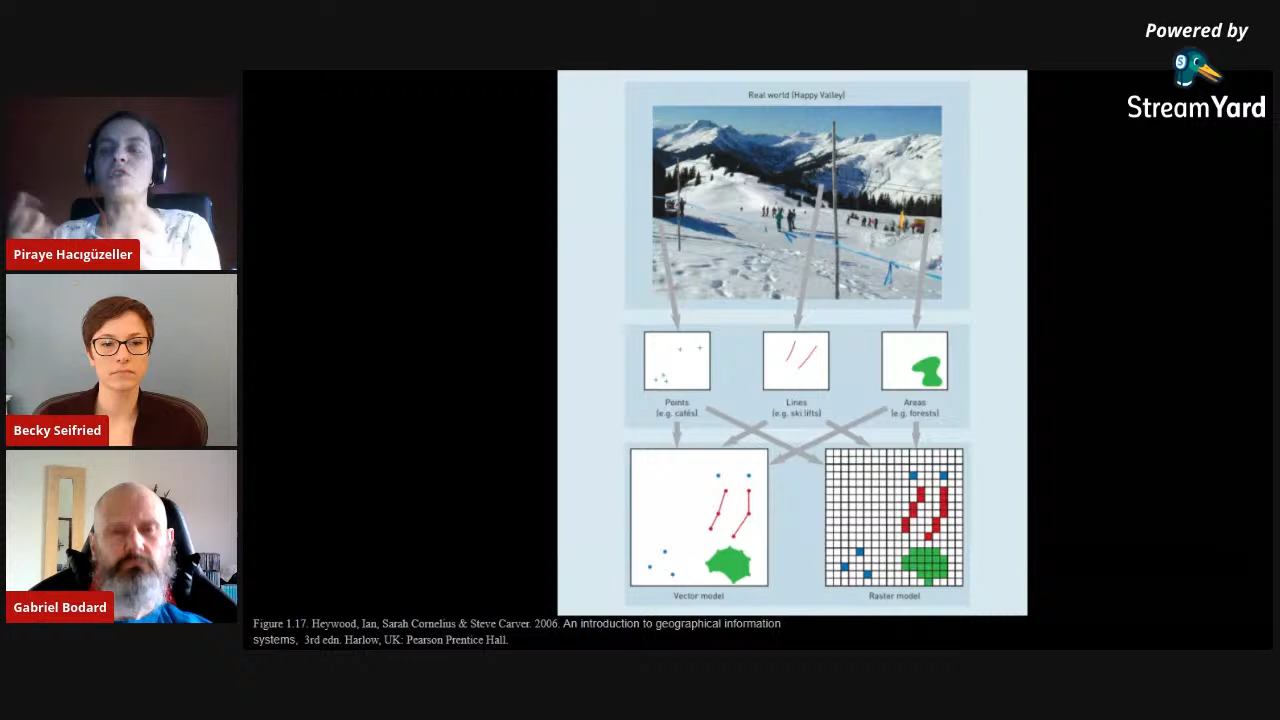 Powered by
StreamYard
Piraye Hacıgüzeller
Becky Seifried
Gabriel Bodard
Real world (Happy Valley)
Points
(e.g. cafés)
Lines
(e.g. ski lifts)
Areas
(e.g. forests)
Vector model
Raster model
Figure 1.17. Heywood, Ian, Sarah Cornelius & Steve Carver. 2006. An introduction to geographical information
systems, 3rd edn. Harlow, UK: Pearson Prentice Hall.